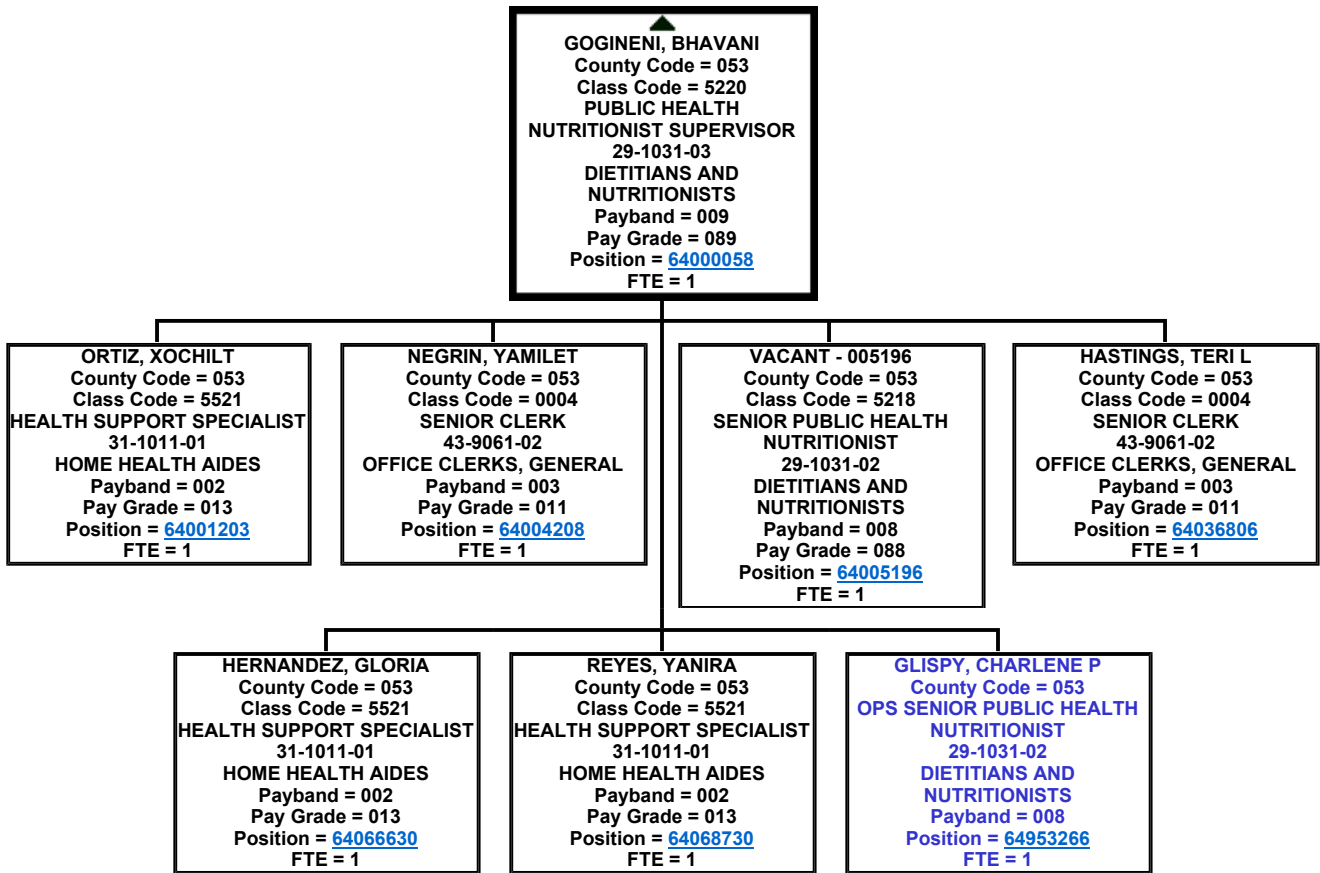 GOGINENI, BHAVANI
County Code = 053
Class Code = 5220
PUBLIC HEALTH
NUTRITIONIST SUPERVISOR
29-1031-03
DIETITIANS AND
NUTRITIONISTS
Payband = 009
Pay Grade = 089
Position = 64000058
FTE = 1
ORTIZ, XOCHILT
County Code = 053
Class Code = 5521
HEALTH SUPPORT SPECIALIST
31-1011-01
HOME HEALTH AIDES
Payband = 002
Pay Grade = 013
Position = 64001203
FTE = 1
NEGRIN, YAMILET
County Code = 053
Class Code = 0004
SENIOR CLERK
43-9061-02
OFFICE CLERKS, GENERAL
Payband = 003
Pay Grade = 011
Position = 64004208
FTE = 1
VACANT - 005196
County Code = 053
Class Code = 5218
SENIOR PUBLIC HEALTH
NUTRITIONIST
29-1031-02
DIETITIANS AND
NUTRITIONISTS
Payband = 008
Pay Grade = 088
Position = 64005196
FTE = 1
HASTINGS, TERI L
County Code = 053
Class Code = 0004
SENIOR CLERK
43-9061-02
OFFICE CLERKS, GENERAL
Payband = 003
Pay Grade = 011
Position = 64036806
FTE = 1
HERNANDEZ, GLORIA
County Code = 053
Class Code = 5521
HEALTH SUPPORT SPECIALIST
31-1011-01
HOME HEALTH AIDES
Payband = 002
Pay Grade = 013
Position = 64066630
FTE = 1
REYES, YANIRA
County Code = 053
Class Code = 5521
HEALTH SUPPORT SPECIALIST
31-1011-01
HOME HEALTH AIDES
Payband = 002
Pay Grade = 013
Position = 64068730
FTE = 1
GLISPY, CHARLENE P
County Code = 053
OPS SENIOR PUBLIC HEALTH
NUTRITIONIST
29-1031-02
DIETITIANS AND
NUTRITIONISTS
Payband = 008
Position = 64953266
FTE = 1